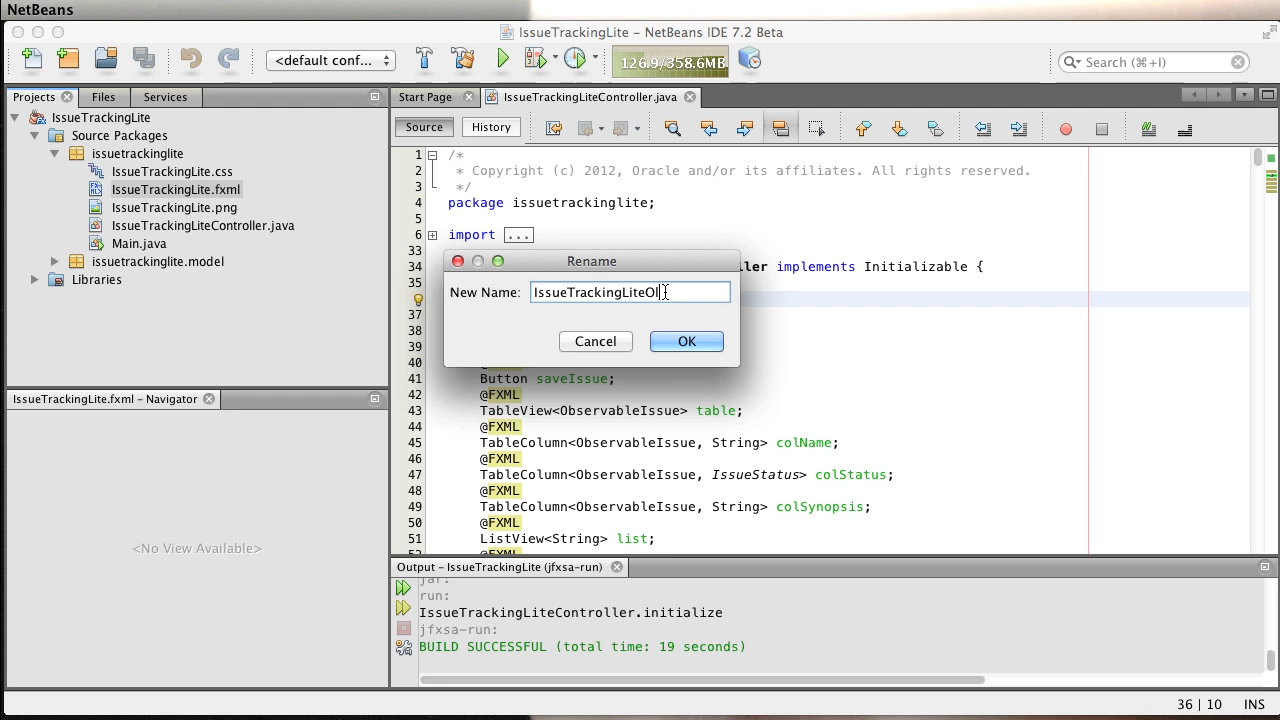 NetBeans
IssueTrackingLite – NetBeans IDE 7.2 Beta
<default conf...
126.9/358.6MB
Search (⌘+I)
Projects
Files
Services
Start Page
IssueTrackingLiteController.java
IssueTrackingLite
Source Packages
issuetrackinglite
IssueTrackingLite.css
IssueTrackingLite.fxml
IssueTrackingLite.png
IssueTrackingLiteController.java
Main.java
issuetrackinglite.model
Libraries
IssueTrackingLite.fxml – Navigator
<No View Available>
Source
History
1 /*
2 * Copyright (c) 2012, Oracle and/or its affiliates. All rights reserved.
3 */
4 package issuetrackinglite;
5
6 import ...
33
34 ller implements Initializable {
35
37
38
39
40
41 Button saveIssue;
42 @FXML
43 TableView<ObservableIssue> table;
44 @FXML
45 TableColumn<ObservableIssue, String> colName;
46 @FXML
47 TableColumn<ObservableIssue, IssueStatus> colStatus;
48 @FXML
49 TableColumn<ObservableIssue, String> colSynopsis;
50 @FXML
51 ListView<String> list;
52 @FXML
Rename
New Name: IssueTrackingLiteOl
Cancel
OK
Output – IssueTrackingLite (jfxsa-run)
jar:
run:
IssueTrackingLiteController.initialize
jfxsa-run:
BUILD SUCCESSFUL (total time: 19 seconds)
36 | 10
INS